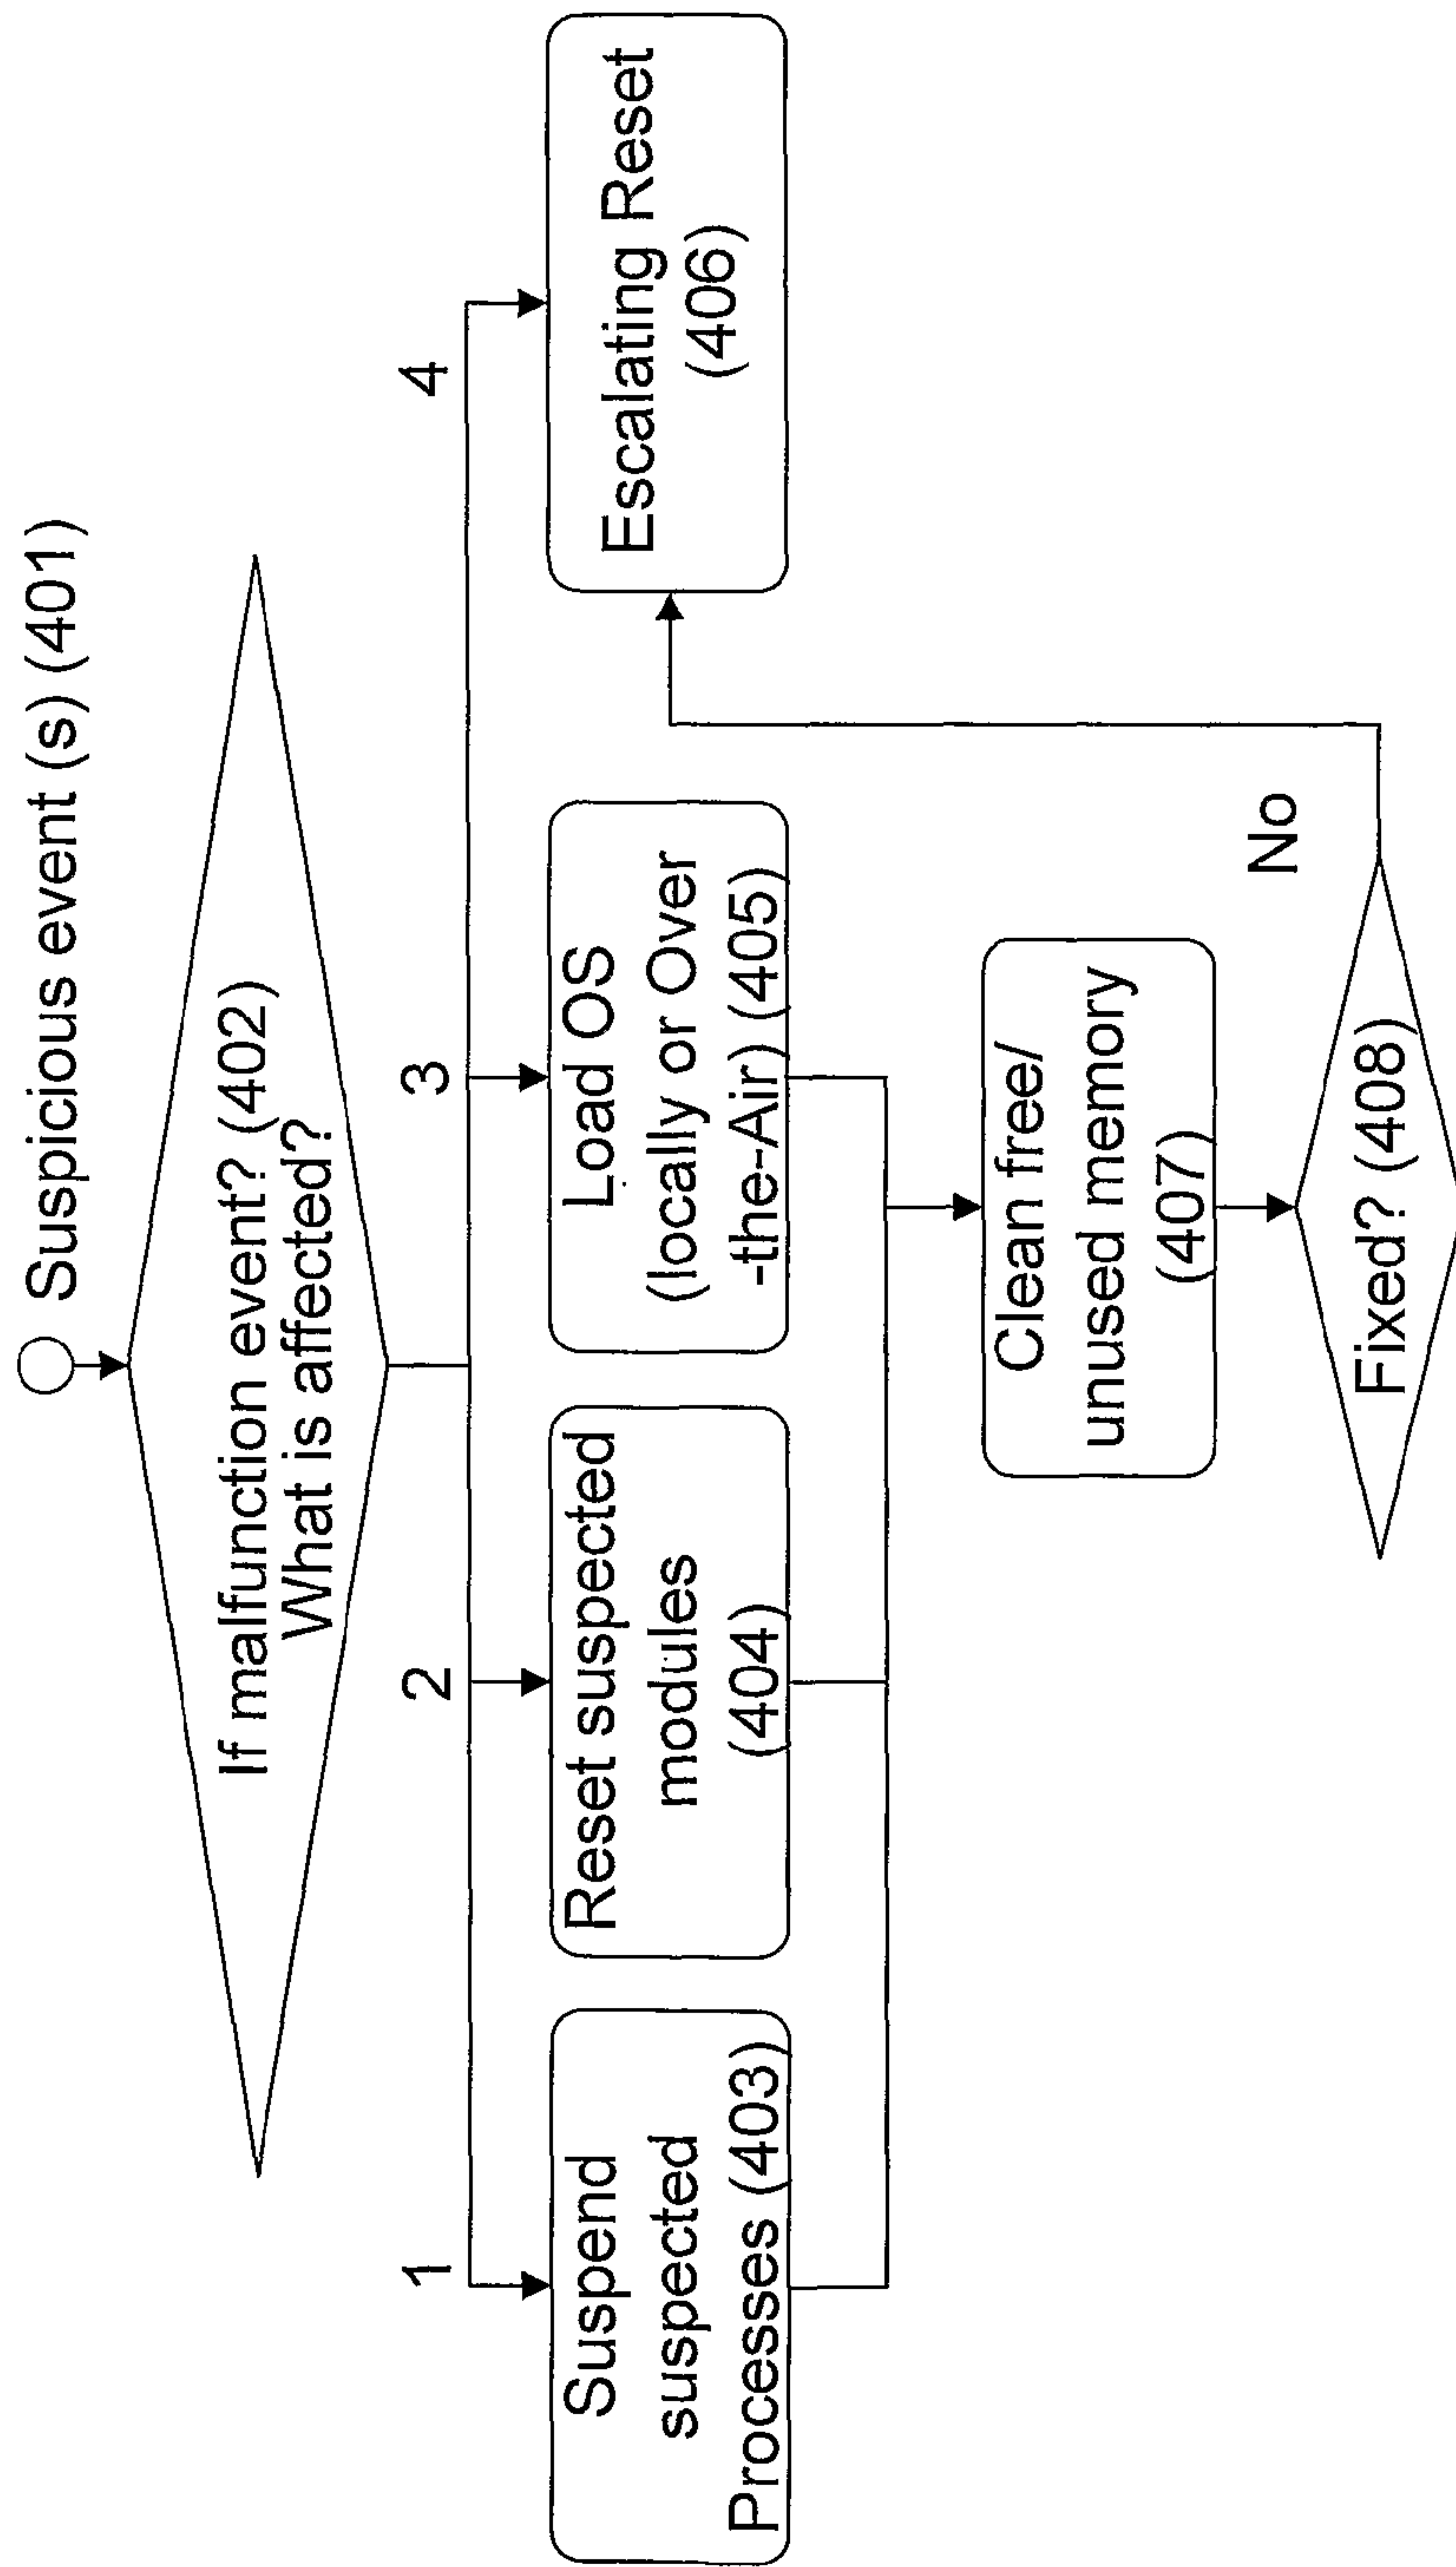 Suspicious event (s) (401)
If malfunction event? (402)
What is affected?
1
2
3
4
Suspend
suspected
Processes (403)
Reset suspected
modules
(404)
Load OS
(locally or Over
-the-Air) (405)
Escalating Reset
(406)
Clean free/
unused memory
(407)
Fixed? (408)
No